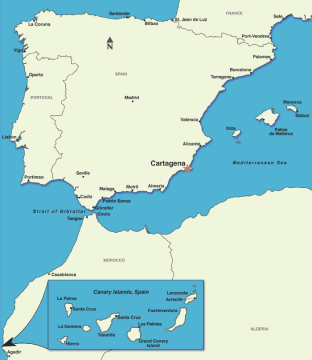 FRANCE
Sete
Santander
St. Jean de Luz
La Coruna
Bilbao
Port-Vendres
Vigo
N
Palamos
SPAIN
Barcelona
Oporto
Tarragona
Madrid
PORTUGAL
Menorca
Mahon
Valencia
Ibiza
Palma
de Mallorca
Lisbon
Alicante
Cartagena
Mediterranean Sea
Seville
Portimao
Motril
Almeria
Malaga
Cadiz
Puerto Banus
Gibraltar
Strait of Gibraltar
Ceuta
Tangier
MOROCCO
Casablanca
Canary Islands, Spain
Lanzarote
La Palma
Arrecife
Santa Cruz
Fuerteventura
Santa Cruz
La Gomera
Las Palmas
Tenerife
Hierro
Grand Canary
Island
ALGERIA
Agadir